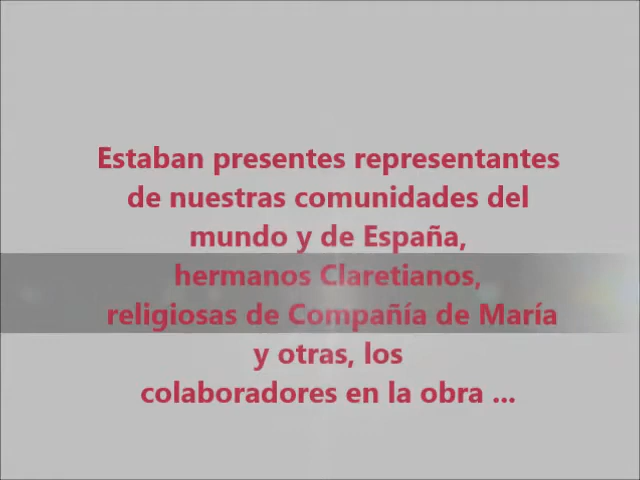 Estaban presentes representantes
de nuestras comunidades del
mundo y de España,
hermanos Claretianos,
religiosas de Compañía de María
y otras, los
colaboradores en la obra ...